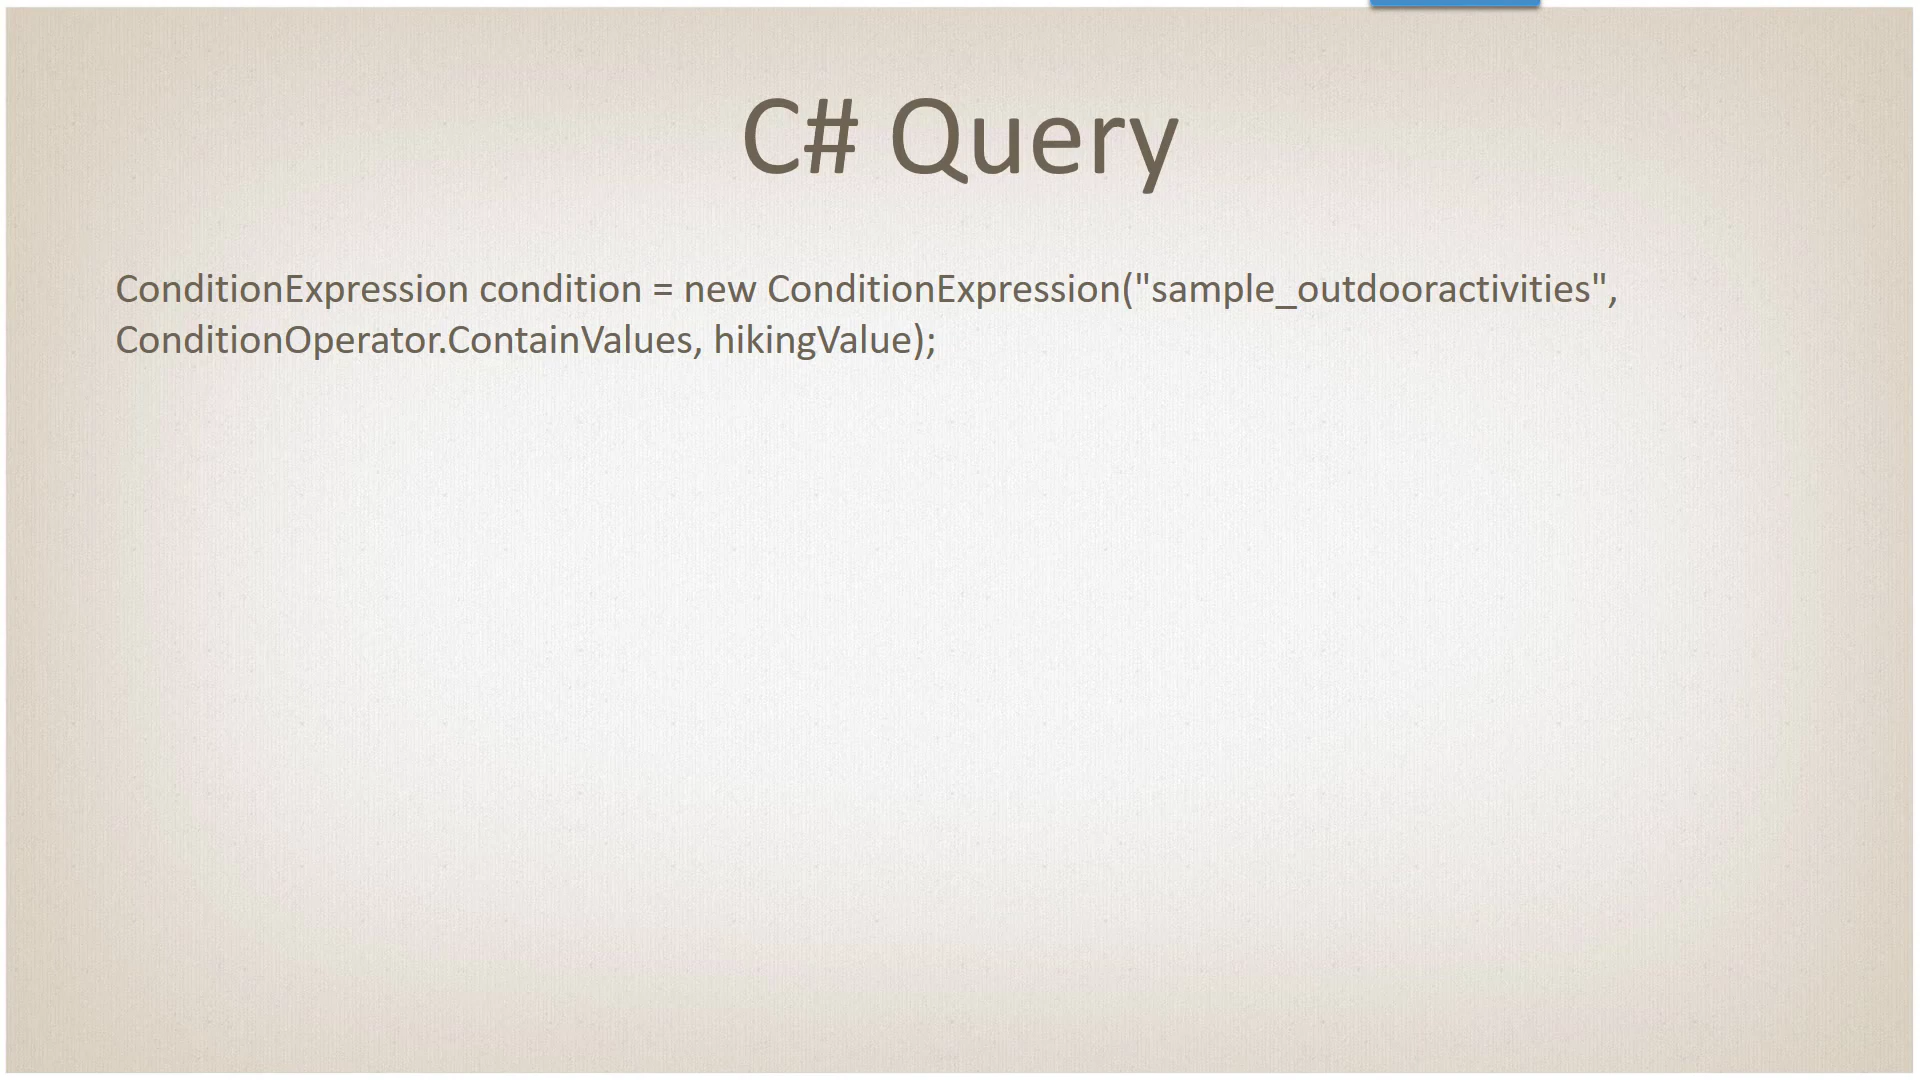 C# Query
ConditionExpression condition = new ConditionExpression("sample_outdooractivities",
ConditionOperator.ContainValues, hikingValue);